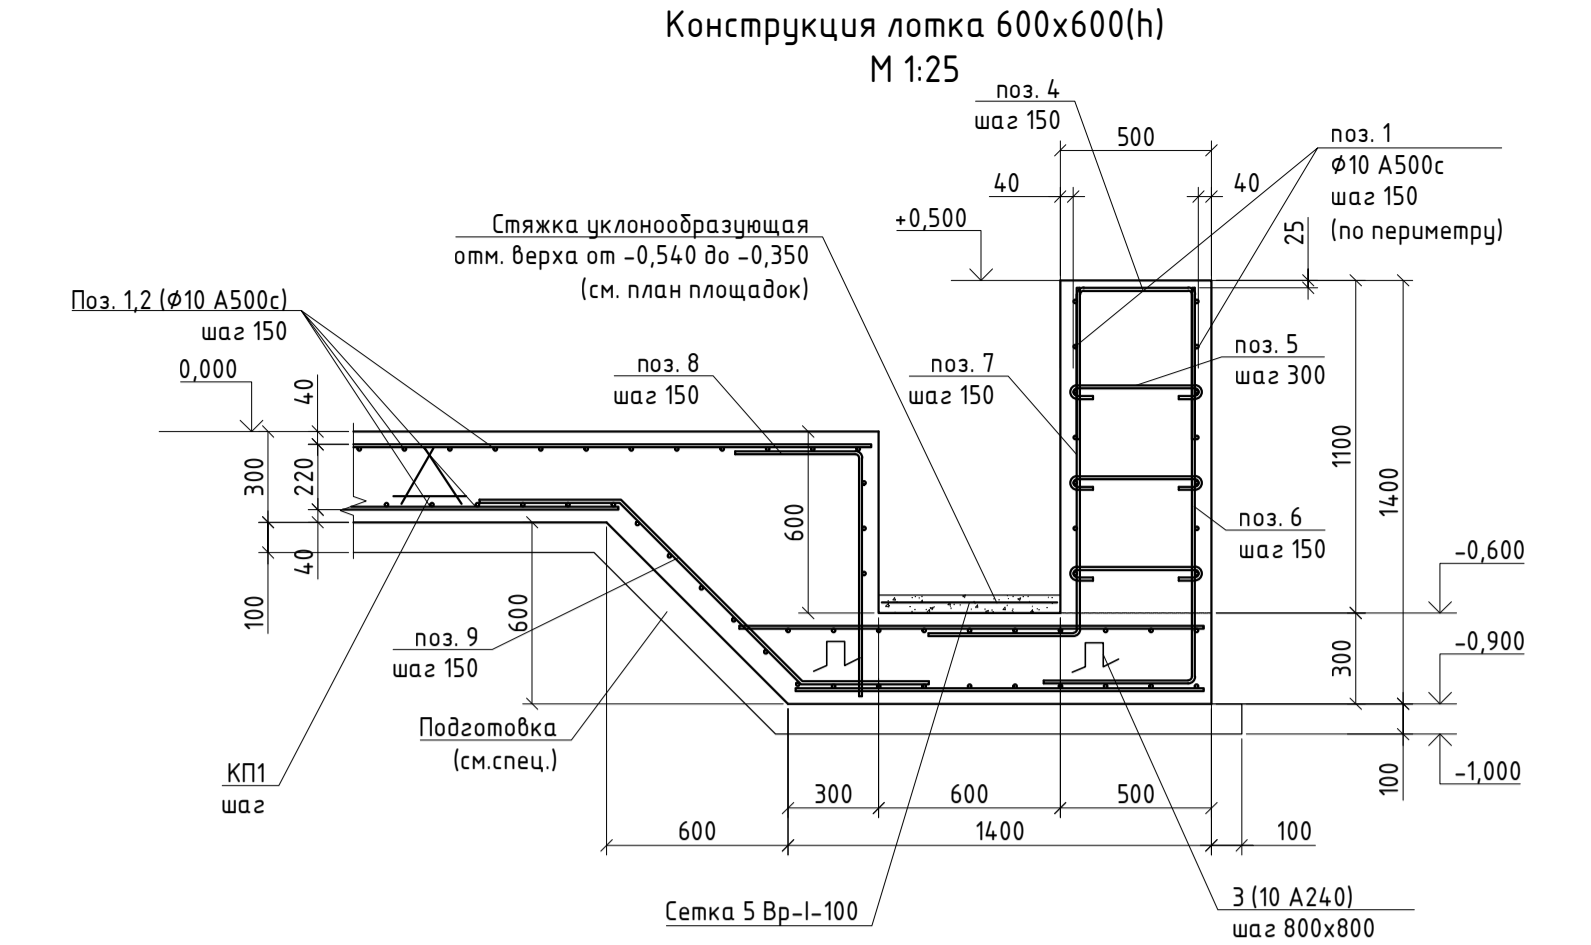 Конструкция лотка 600х600(h)
М 1:25
поз. 4
шаг 150
500
поз. 1
Ф10 А500с
шаг 150
(по периметру)
40
40
25
+0,500
Стяжка уклонообразующая
отм. верха от -0,540 до -0,350
(см. план площадок)
Поз. 1,2 (Ф10 А500с)
шаг 150
0,000
40
поз. 8
шаг 150
поз. 7
шаг 150
поз. 5
шаг 300
300
220
1100
1400
600
поз. 6
шаг 150
40
-0,600
100
600
поз. 9
шаг 150
300
-0,900
Подготовка
(см.спец.)
КП1
шаг
100
-1,000
300
600
500
600
1400
100
Сетка 5 Вр-I-100
3 (10 А240)
шаг 800х800